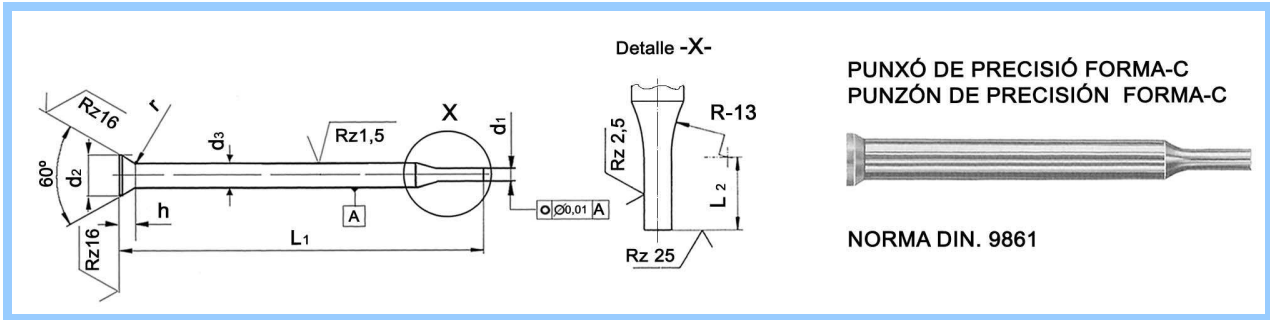 Rz16
r
60º
d2
d3
Rz1,5
X
d1
h
A
Ø0,01 A
L1
Rz16
Detalle -X-
R-13
Rz 2,5
L 2
Rz 25
PUNXÓ DE PRECISIÓ FORMA-C
PUNZÓN DE PRECISIÓN FORMA-C
NORMA DIN. 9861